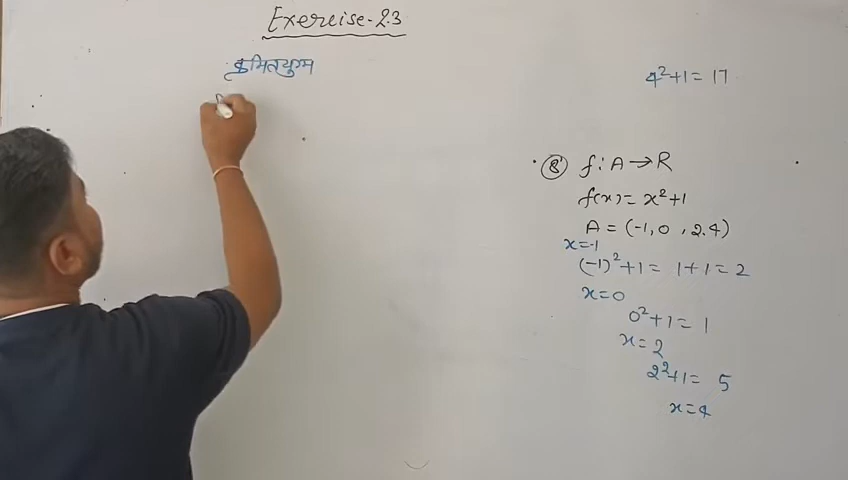 Exercise-2.3
क्रमितयुग्म
4²+1= 17
(8) f: A→R
f(x)= x²+1
A = (-1, 0, 2.4)
x=-1
(-1)²+1= 1+1=2
x=0
0²+1=1
x=2
2²+1= 5
x=4